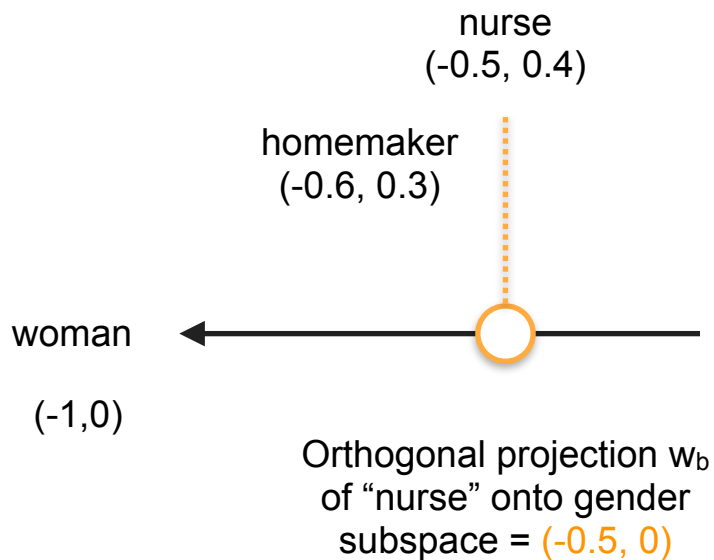 nurse
(-0.5, 0.4)
homemaker
(-0.6, 0.3)
woman
(-1,0)
Orthogonal projection wb
of “nurse” onto gender
subspace = (-0.5, 0)